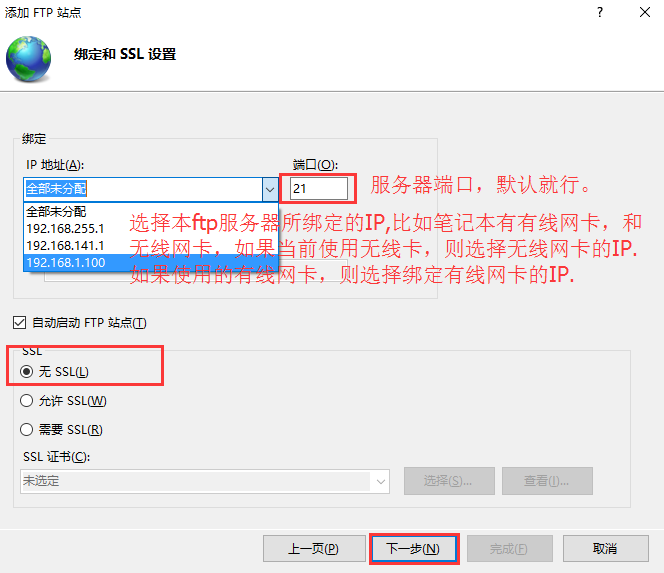 添加 FTP 站点
?
绑定和 SSL 设置
绑定
IP 地址(A):
端口(O):
全部未分配
21
服务器端口，默认就行。
全部未分配
192.168.255.1
192.168.141.1
192.168.1.100
选择本ftp服务器所绑定的IP,比如笔记本有有线网卡，和
无线网卡，如果当前使用无线卡，则选择无线网卡的IP.
如果使用的有线网卡，则选择绑定有线网卡的IP.
自动启动 FTP 站点(T)
SSL
无 SSL(L)
允许 SSL(W)
需要 SSL(R)
SSL 证书(C):
未选定
选择(S)...
查看(I)...
上一页(P)
下一步(N)
完成(F)
取消